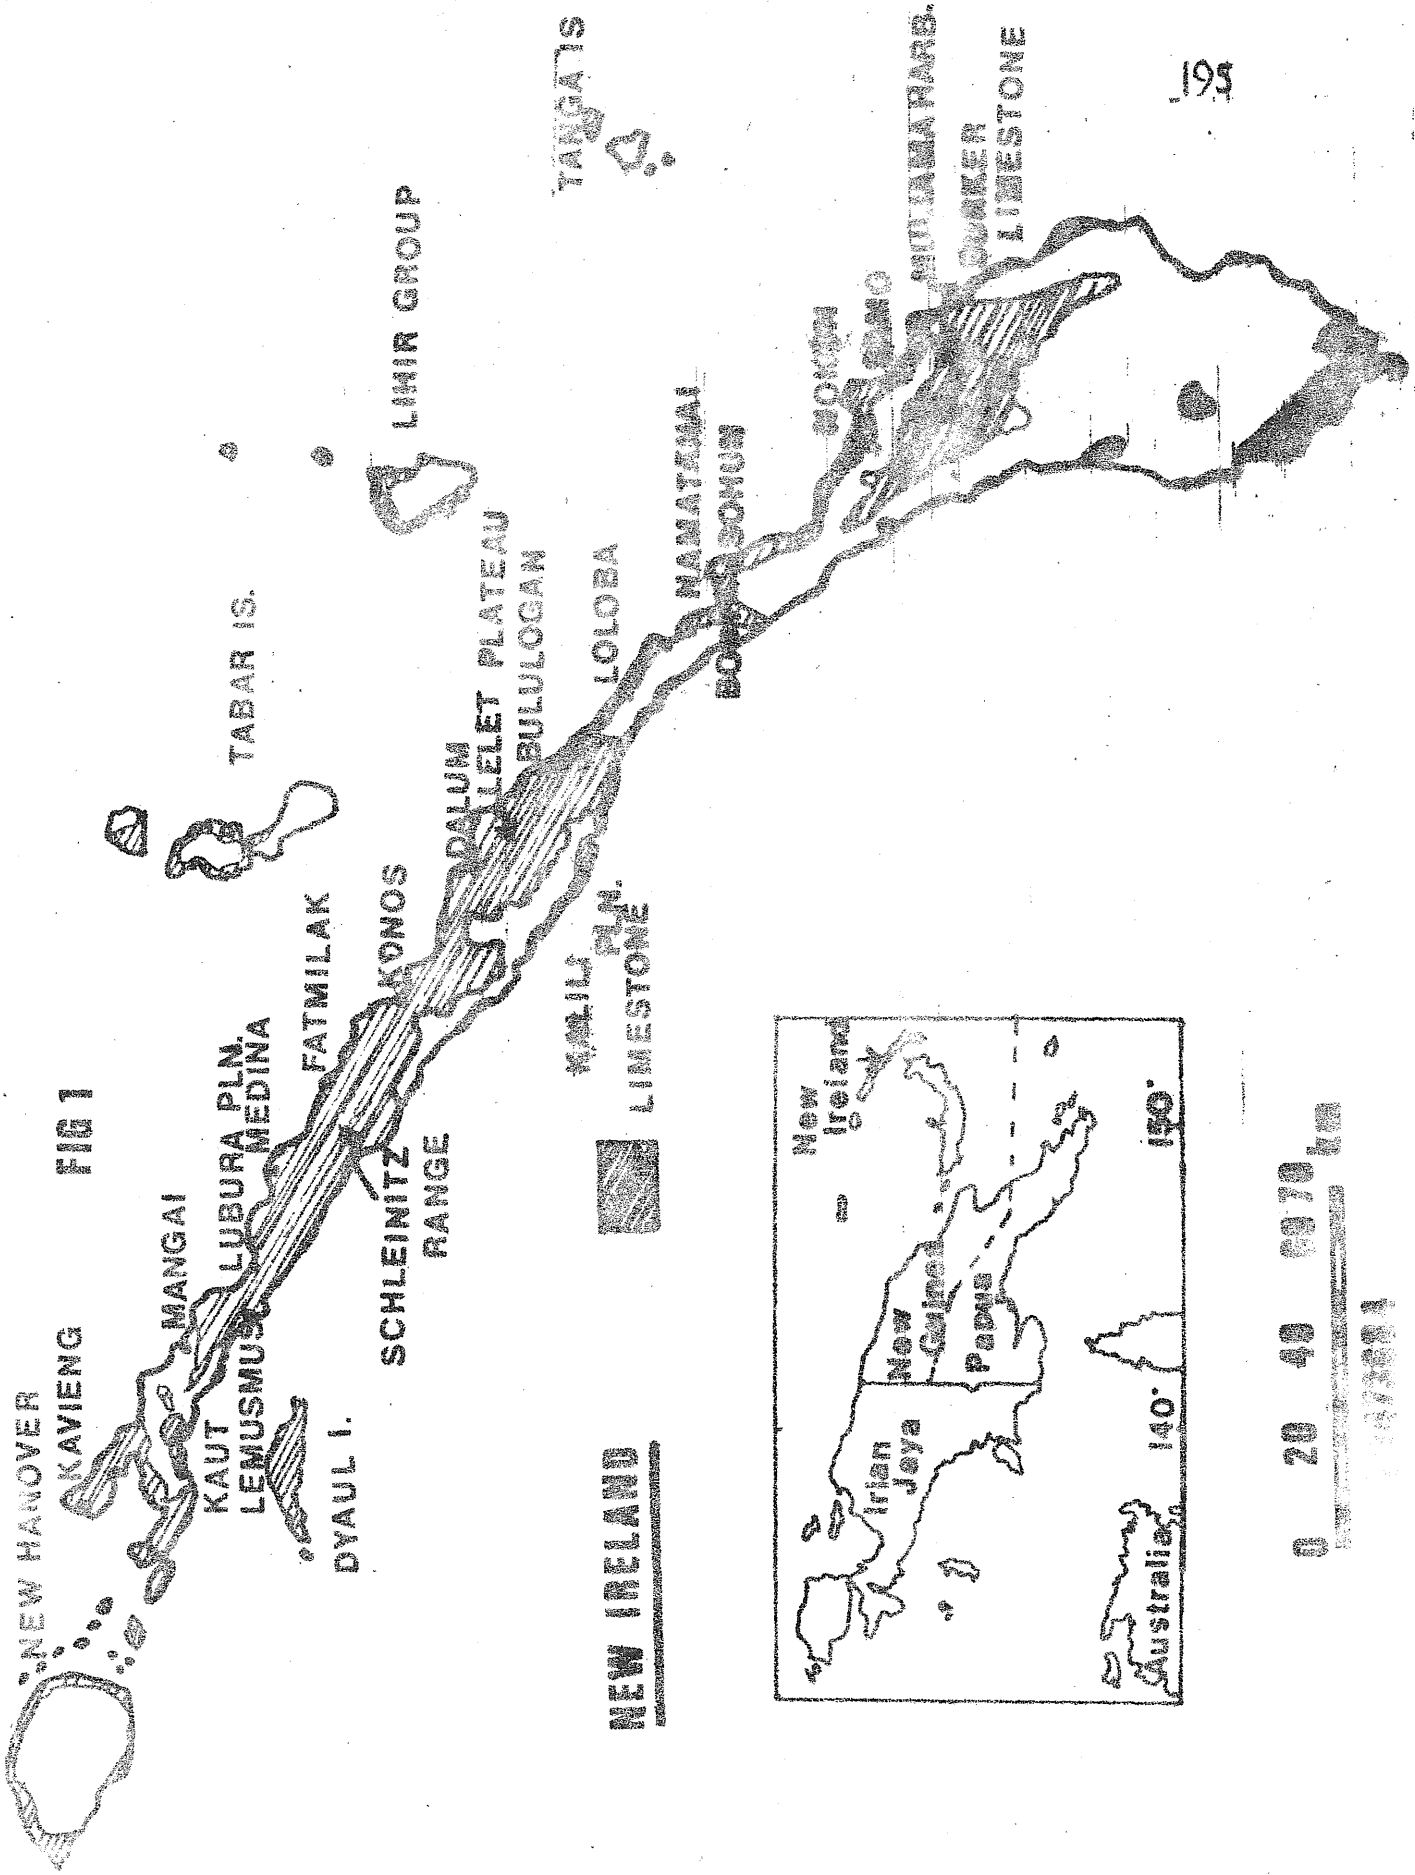 FIG 1
NEW HANOVER
KAVIENG
MANGAI
LUBURA PLN.
MEDINA
FATMILAK
KONOS
DALUM
LELET PLATEAU
BULULOGAN
LOLOBA
NAMATANAI
BOHUM
TABAR IS.
LIHIR GROUP
TANGA IS
LIMESTONE
195
KAUT
LEMUSMUS
DYAUL I.
SCHLEINITZ
RANGE
PLN.
LIMESTONE
NEW IRELAND
New
Ireland
New
Guinea
Papua
Irian
Jaya
Australia
140°
150°
0 20 40 60 70
km